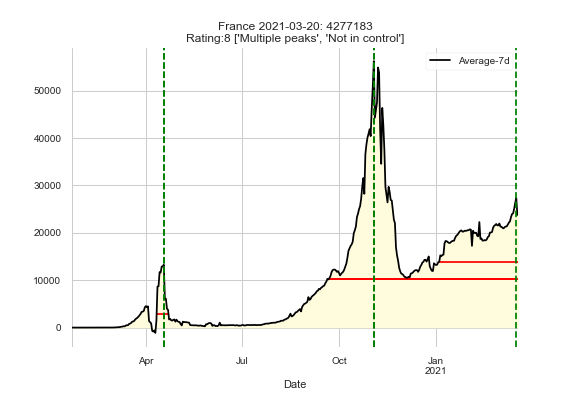 France 2021-03-20: 4277183
Rating:8 ['Multiple peaks', 'Not in control']
Average-7d
50000
40000
30000
20000
10000
0
Apr
Jul
Oct
Jan
2021
Date